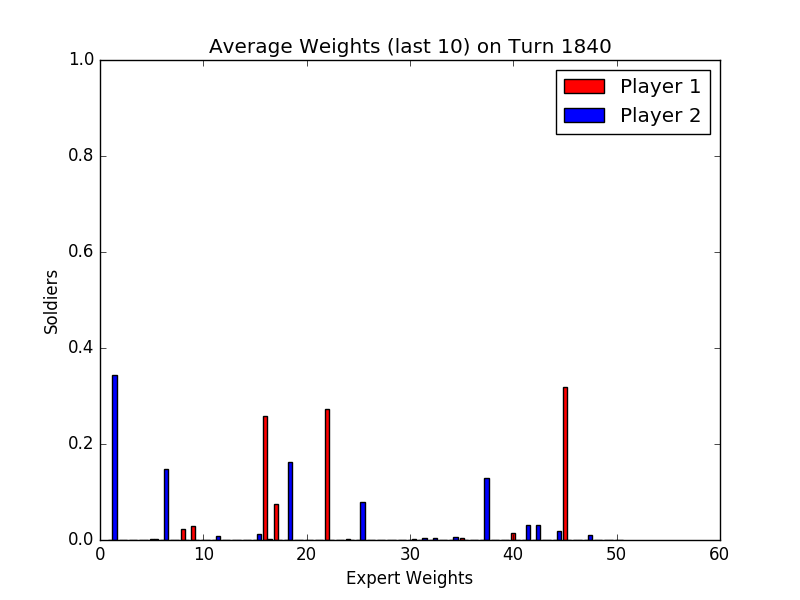 Average Weights (last 10) on Turn 1840
1.0
0.8
0.6
0.4
0.2
0.0
Soldiers
Player 1
Player 2
0 10 20 30 40 50 60
Expert Weights